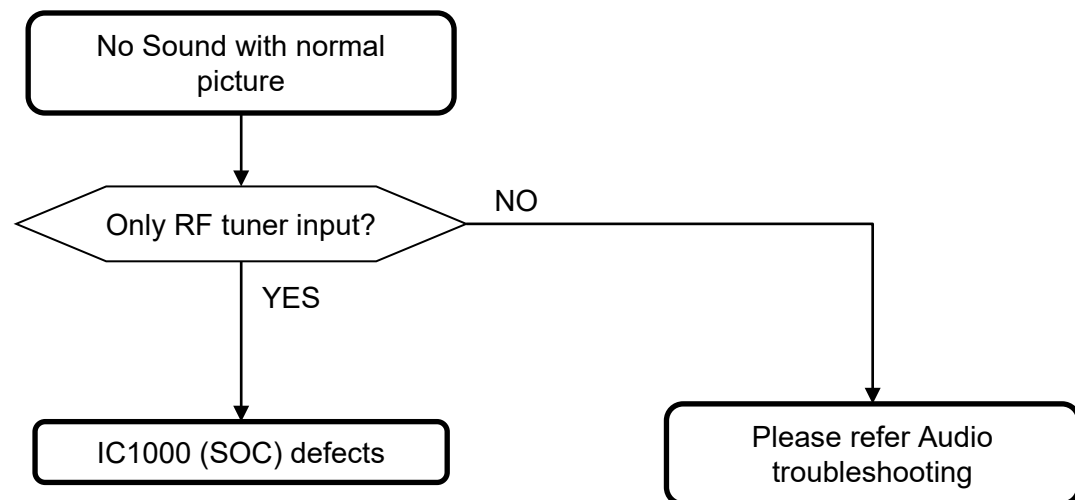 No Sound with normal
picture
Only RF tuner input?
NO
YES
IC1000 (SOC) defects
Please refer Audio
troubleshooting